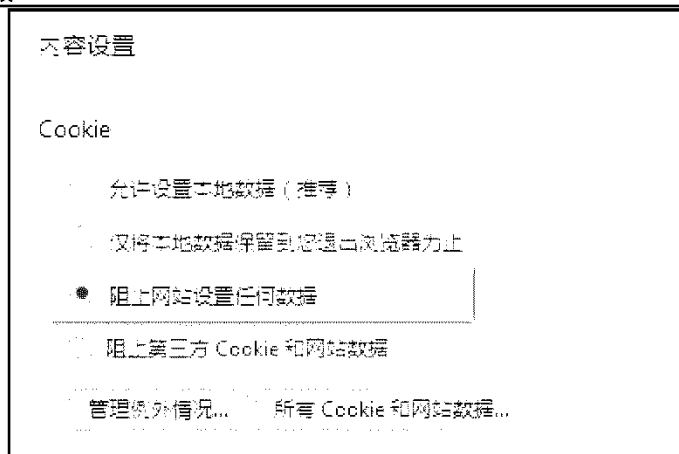 内容设置
Cookie
允许设置本地数据（推荐）
仅将本地数据保留到您退出浏览器为止
阻止网站设置任何数据
阻止第三方 Cookie 和网站数据
管理例外情况... 所有 Cookie 和网站数据...